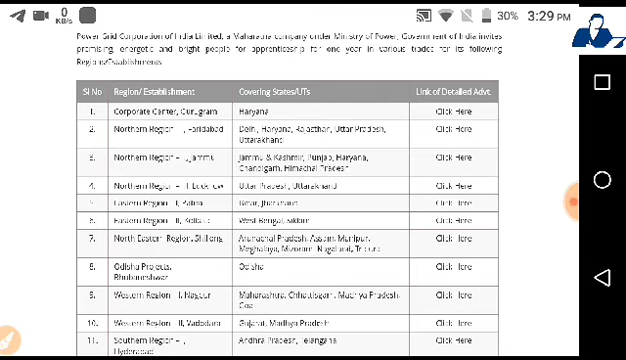 0
KB/s
30% 3:29 PM
Power Grid Corporation of India Limited, a Maharatna company under Ministry of Power, Government of India invites
promising, energetic and bright people for apprenticeship for one year in various trades for its following
Regions/Establishments
Sl No Region/ Establishment Covering States/UTs Link of Detailed Advt.
1. Corporate Center, Gurugram Haryana Click Here
2. Northern Region – , Faridabad Delhi, Haryana, Rajasthan, Uttar Pradesh, Click Here
Uttarakhand
3. Northern Region – , Jammu Jammu & Kashmir, Punjab, Haryana, Click Here
Chandigarh, Himachal Pradesh
4. Northern Region – , Lucknow Uttar Pradesh, Uttarakhand Click Here
5. Eastern Region – , Patna Bihar, Jharkhand Click Here
6. Eastern Region – , Kolkata West Bengal, Sikkim Click Here
7. North Eastern Region, Shillong Arunachal Pradesh, Assam, Manipur, Click Here
Meghalaya, Mizoram, Nagaland, Tripura
8. Odisha Projects, Odisha Click Here
Bhubaneshwar
9. Western Region – , Nagpur Maharashtra, Chhattisgarh, Madhya Pradesh, Click Here
Goa
10. Western Region – , Vadodara Gujarat, Madhya Pradesh Click Here
11. Southern Region – , Andhra Pradesh, Telangana Click Here
Hyderabad